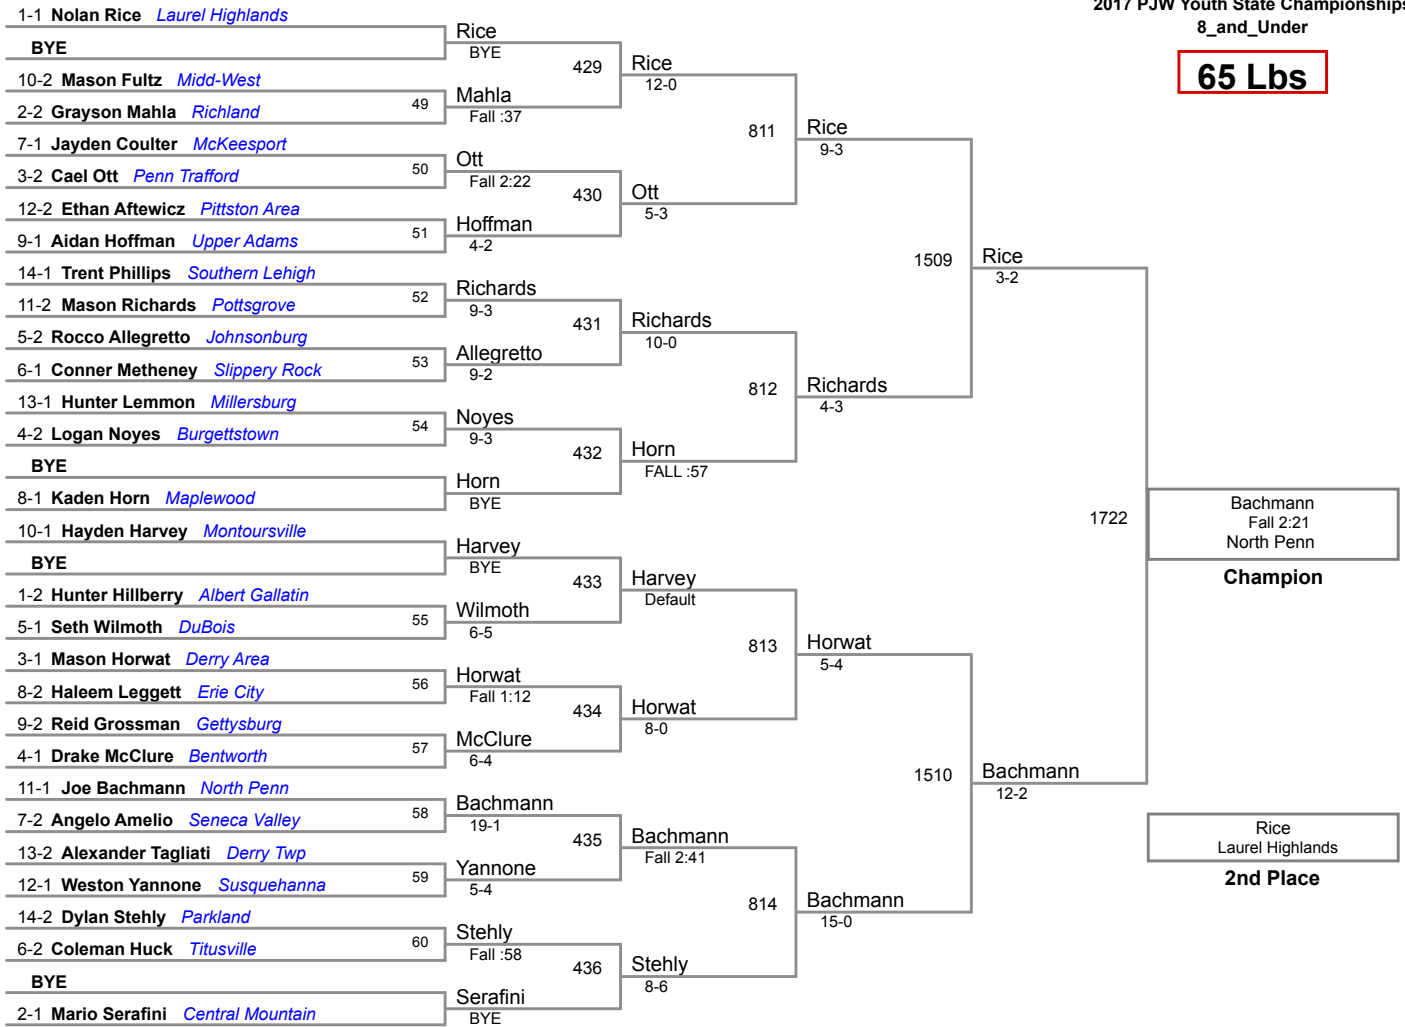 2017 PJW Youth State Championships
8_and_Under
65 Lbs
1-1 Nolan Rice Laurel Highlands
BYE
10-2 Mason Fultz Midd-West
2-2 Grayson Mahla Richland
7-1 Jayden Coulter McKeesport
3-2 Cael Ott Penn Trafford
12-2 Ethan Aftewicz Pittston Area
9-1 Aidan Hoffman Upper Adams
14-1 Trent Phillips Southern Lehigh
11-2 Mason Richards Pottsgrove
5-2 Rocco Allegretto Johnsonburg
6-1 Conner Metheney Slippery Rock
13-1 Hunter Lemmon Millersburg
4-2 Logan Noyes Burgettstown
BYE
8-1 Kaden Horn Maplewood
10-1 Hayden Harvey Montoursville
BYE
1-2 Hunter Hillberry Albert Gallatin
5-1 Seth Wilmoth DuBois
3-1 Mason Horwat Derry Area
8-2 Haleem Leggett Erie City
9-2 Reid Grossman Gettysburg
4-1 Drake McClure Bentworth
11-1 Joe Bachmann North Penn
7-2 Angelo Amelio Seneca Valley
13-2 Alexander Tagliati Derry Twp
12-1 Weston Yannone Susquehanna
14-2 Dylan Stehly Parkland
6-2 Coleman Huck Titusville
BYE
2-1 Mario Serafini Central Mountain
49
50
51
52
53
54
55
56
57
58
59
60
Rice
BYE
Mahla
Fall :37
Ott
Fall 2:22
Hoffman
4-2
Richards
9-3
Allegretto
9-2
Noyes
9-3
Horn
BYE
Harvey
BYE
Wilmoth
6-5
Horwat
Fall 1:12
McClure
6-4
Bachmann
19-1
Yannone
5-4
Stehly
Fall :58
Serafini
BYE
429
430
431
432
433
434
435
436
Rice
12-0
Ott
5-3
Richards
10-0
Horn
FALL :57
Harvey
Default
Horwat
8-0
Bachmann
Fall 2:41
Stehly
8-6
811
812
813
814
Rice
9-3
Richards
4-3
Horwat
5-4
Bachmann
15-0
1509
1510
Rice
3-2
Bachmann
12-2
1722
Bachmann
Fall 2:21
North Penn
Champion
Rice
Laurel Highlands
2nd Place